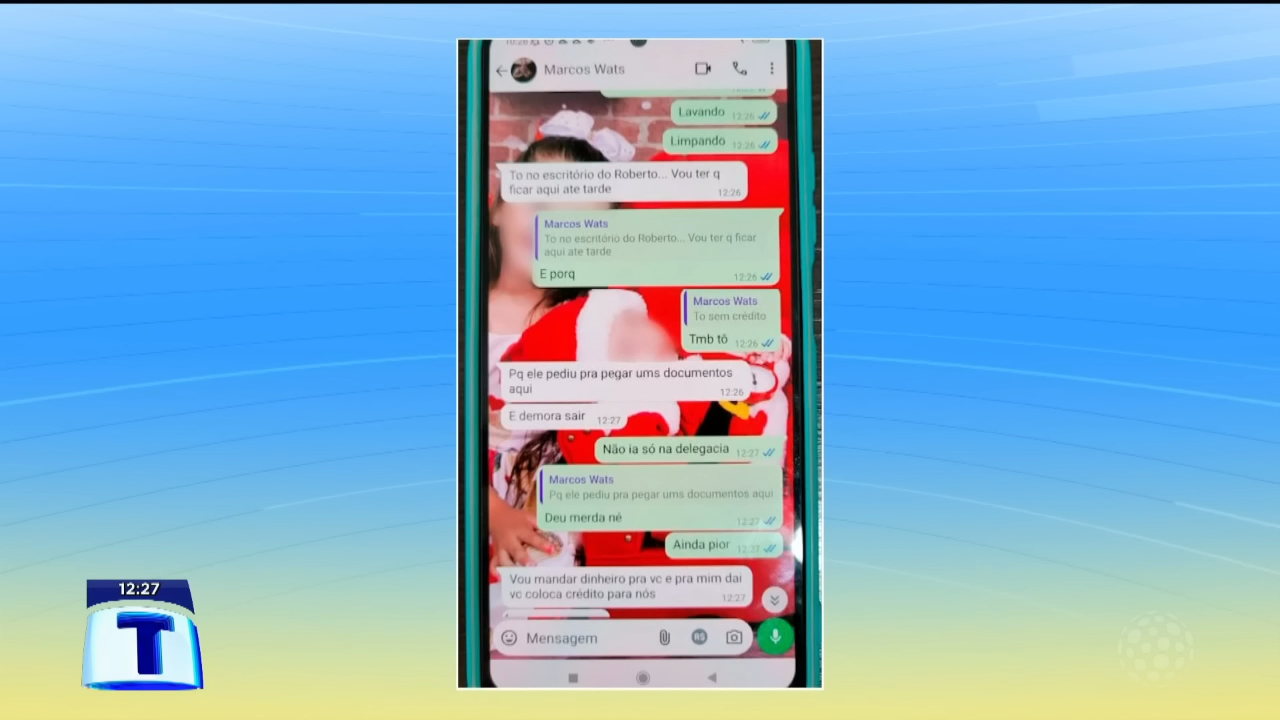 10:26
Marcos Wats
Lavando 12:26
Limpando 12:26
To no escritório do Roberto... Vou ter q
ficar aqui ate tarde
12:26
Marcos Wats
To no escritório do Roberto... Vou ter q ficar
aqui ate tarde
E porq 12:26
Marcos Wats
To sem crédito
Tmb tô 12:26
Pq ele pediu pra pegar ums documentos
aqui 12:26
E demora sair 12:27
Não ia só na delegacia 12:27
Marcos Wats
Pq ele pediu pra pegar ums documentos aqui
Deu merda né 12:27
Ainda pior 12:27
Vou mandar dinheiro pra vc e pra mim dai
vc coloca crédito para nós 12:27
Mensagem R$
12:27
T